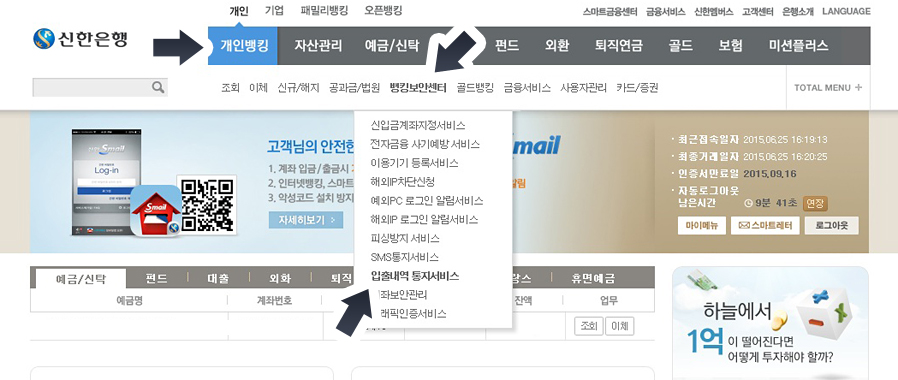 개인 기업 패밀리뱅킹 오픈뱅킹
스마트금융센터 금융서비스 신한멤버스 고객센터 은행소개 LANGUAGE
신한은행
개인뱅킹 자산관리 예금/신탁 펀드 외환 퇴직연금 골드 보험 미션플러스
조회 이체 신규/해지 공과금/법원 뱅킹보안센터 골드뱅킹 금융서비스 사용자관리 카드/증권
TOTAL MENU +
신입금계좌지정서비스
전자금융 사기예방 서비스
이용기기 등록서비스
해외IP차단신청
예외PC 로그인 알림서비스
해외IP 로그인 알림서비스
피싱방지 서비스
SMS통지서비스
입출내역 통지서비스
좌보안관리
래픽인증서비스
Smail
Log-in
Smail
고객님의 안전한
1. 계좌 입금/출금시
2. 인터넷뱅킹, 스마트
3. 악성코드 설치 방지
자세히보기
mail
알림
최근접속일자 2015,06,25 16:19:13
최종거래일자 2015,06,25 16:20:25
인증서만료일 2015,09,16
자동로그아웃
남은시간 9분 41초 연장
마이메뉴 스마트레터 로그아웃
예금/신탁 펀드 대출 외화 퇴직 휴면예금
예금명 계좌번호 잔액 업무
조회 이체
하늘에서
1억이 떨어진다면
어떻게 투자해야 할까?